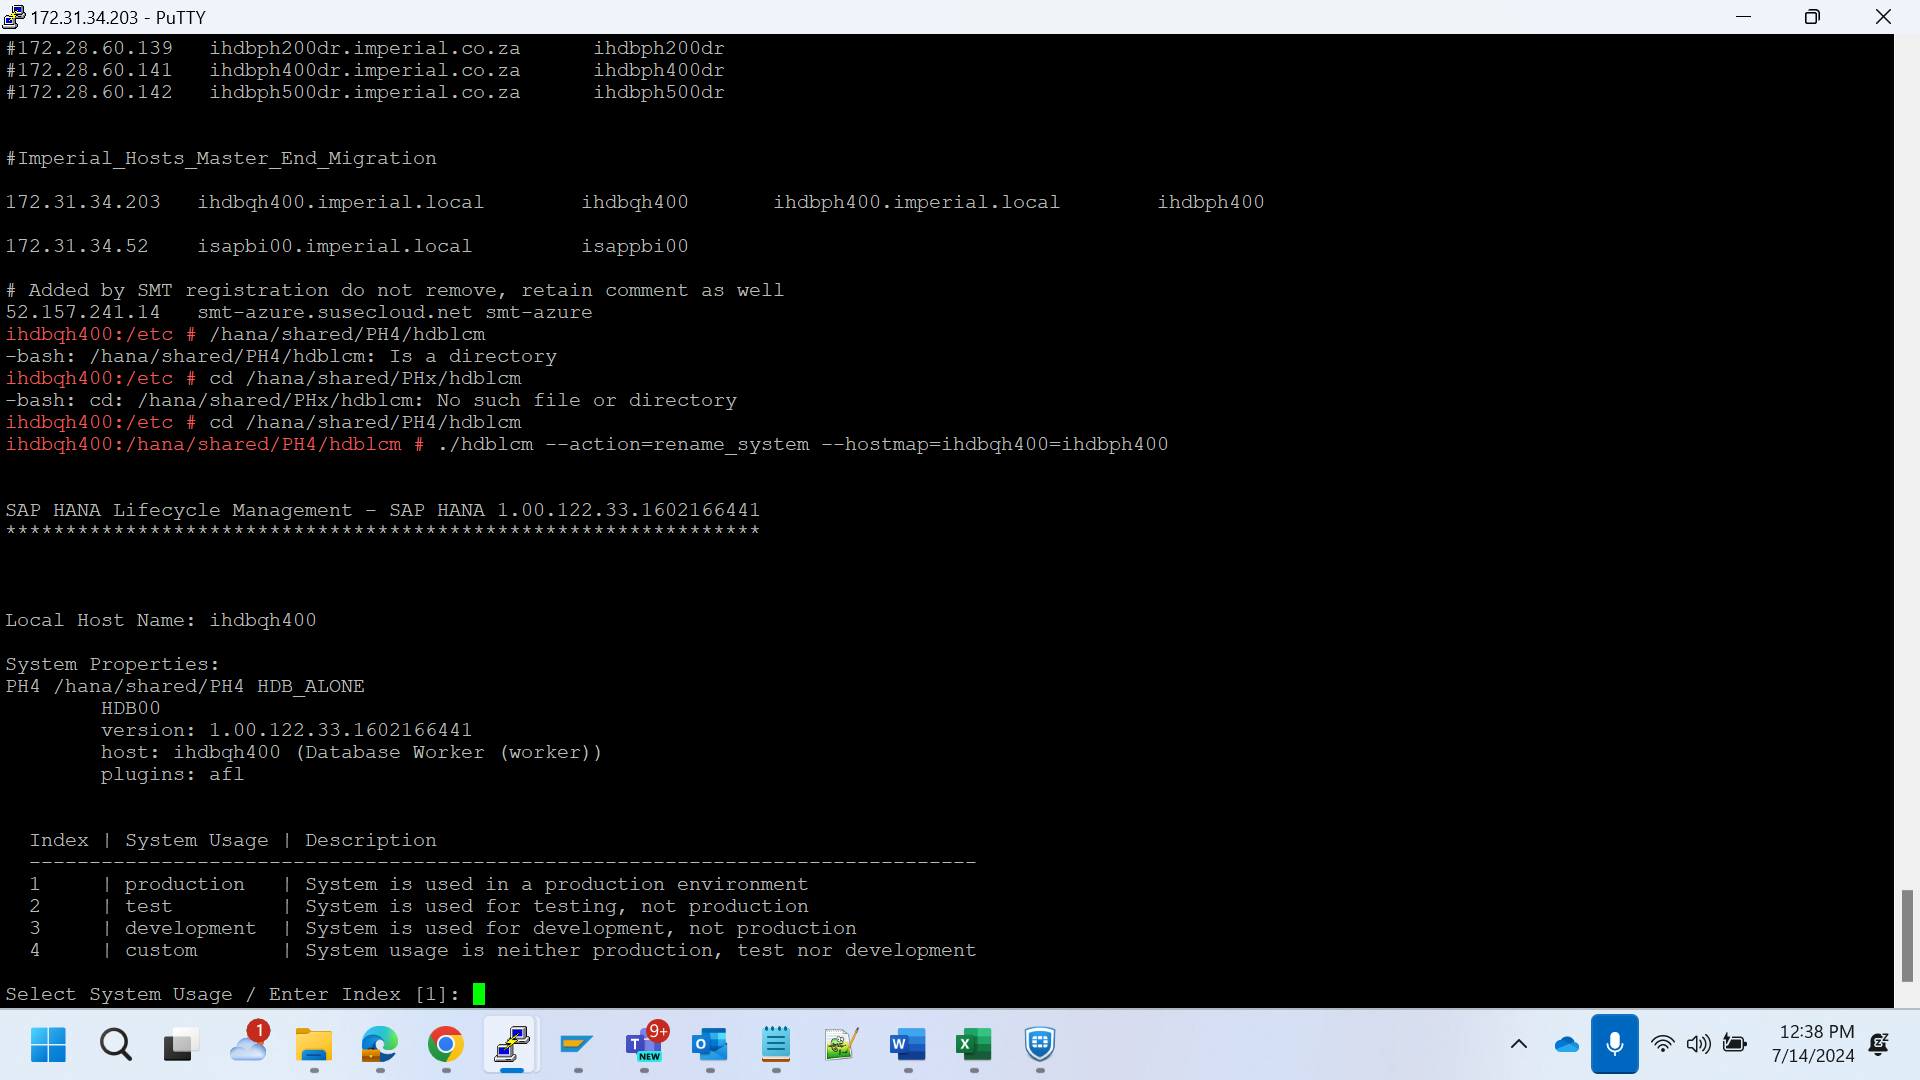 172.31.34.203 - PuTTY
#172.28.60.139   ihdbph200dr.imperial.co.za      ihdbph200dr
#172.28.60.141   ihdbph400dr.imperial.co.za      ihdbph400dr
#172.28.60.142   ihdbph500dr.imperial.co.za      ihdbph500dr
#Imperial_Hosts_Master_End_Migration
172.31.34.203   ihdbqh400.imperial.local        ihdbqh400       ihdbph400.imperial.local        ihdbph400
172.31.34.52    isapbi00.imperial.local         isappbi00
# Added by SMT registration do not remove, retain comment as well
52.157.241.14   smt-azure.susecloud.net smt-azure
ihdbqh400:/etc # /hana/shared/PH4/hdblcm
-bash: /hana/shared/PH4/hdblcm: Is a directory
ihdbqh400:/etc # cd /hana/shared/PHx/hdblcm
-bash: cd: /hana/shared/PHx/hdblcm: No such file or directory
ihdbqh400:/etc # cd /hana/shared/PH4/hdblcm
ihdbqh400:/hana/shared/PH4/hdblcm # ./hdblcm --action=rename_system --hostmap=ihdbqh400=ihdbph400
SAP HANA Lifecycle Management - SAP HANA 1.00.122.33.1602166441
***************************************************************
Local Host Name: ihdbqh400
System Properties:
PH4 /hana/shared/PH4 HDB_ALONE
        HDB00
        version: 1.00.122.33.1602166441
        host: ihdbqh400 (Database Worker (worker))
        plugins: afl
  Index | System Usage | Description
  -------------------------------------------------------------------------------
  1     | production   | System is used in a production environment
  2     | test         | System is used for testing, not production
  3     | development  | System is used for development, not production
  4     | custom       | System usage is neither production, test nor development
Select System Usage / Enter Index [1]:
1
9+
NEW
12:38 PM
7/14/2024